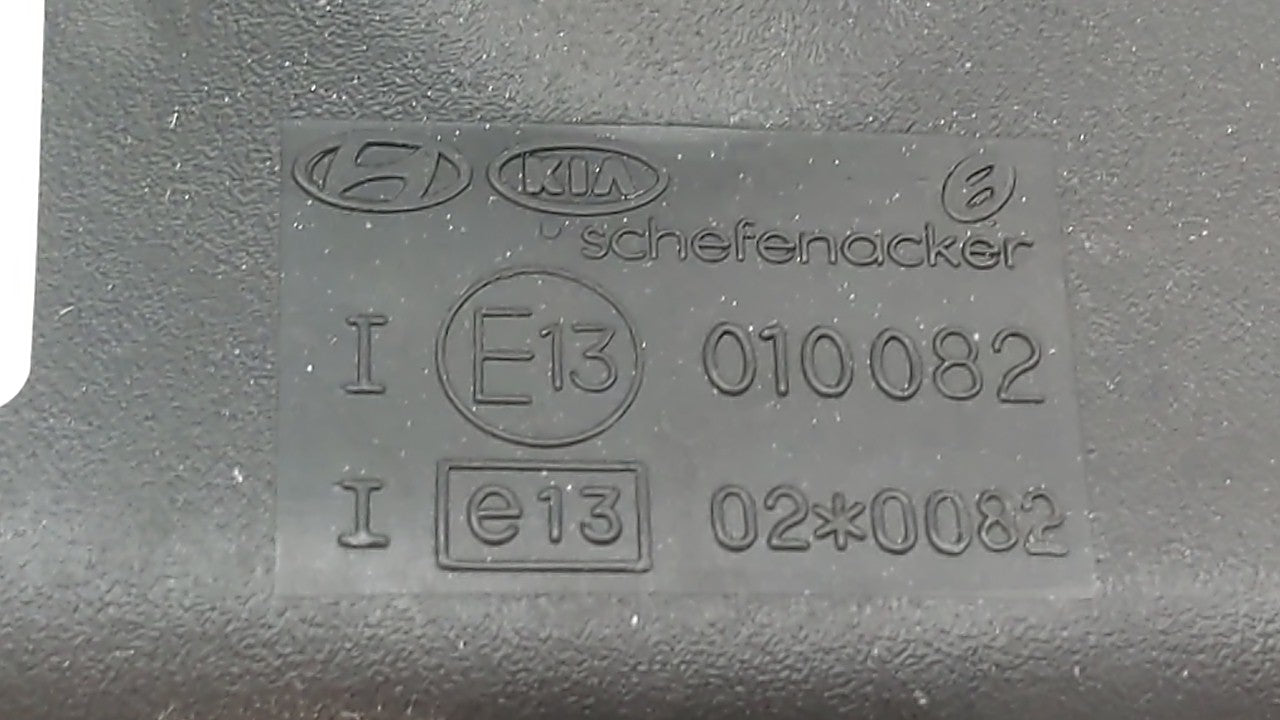 KIA
schefenacker
I E13 010082
I e13 02*0082